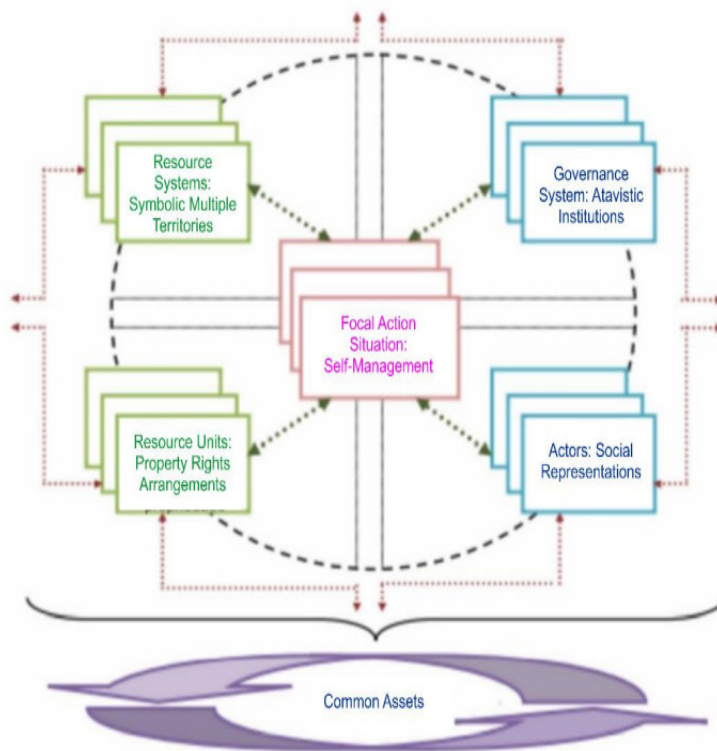 Resource
Systems:
Symbolic Multiple
Territories
Governance
System: Atavistic
Institutions
Focal Action
Situation:
Self-Management
Resource Units:
Property Rights
Arrangements
Actors: Social
Representations
Common Assets